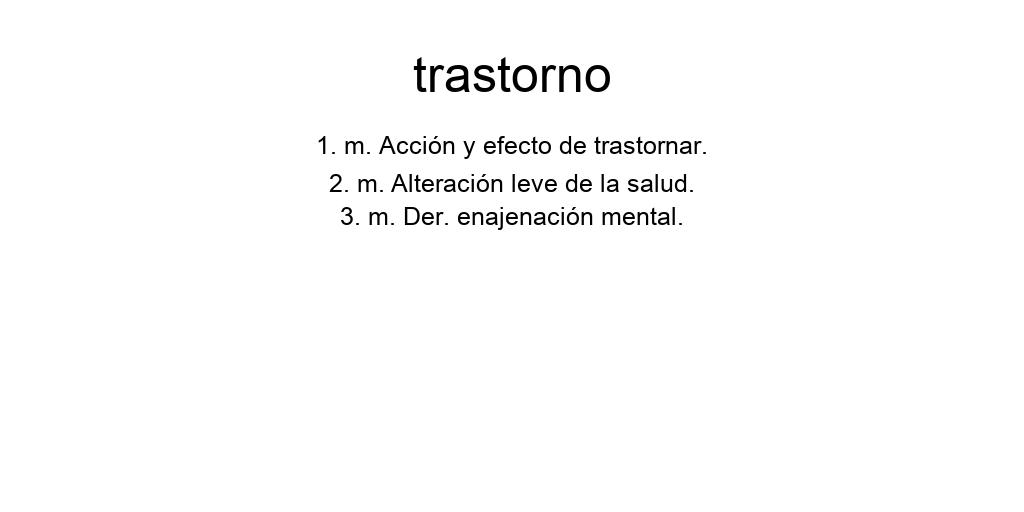 trastorno
1. m. Acción y efecto de trastornar.
2. m. Alteración leve de la salud.
3. m. Der. enajenación mental.